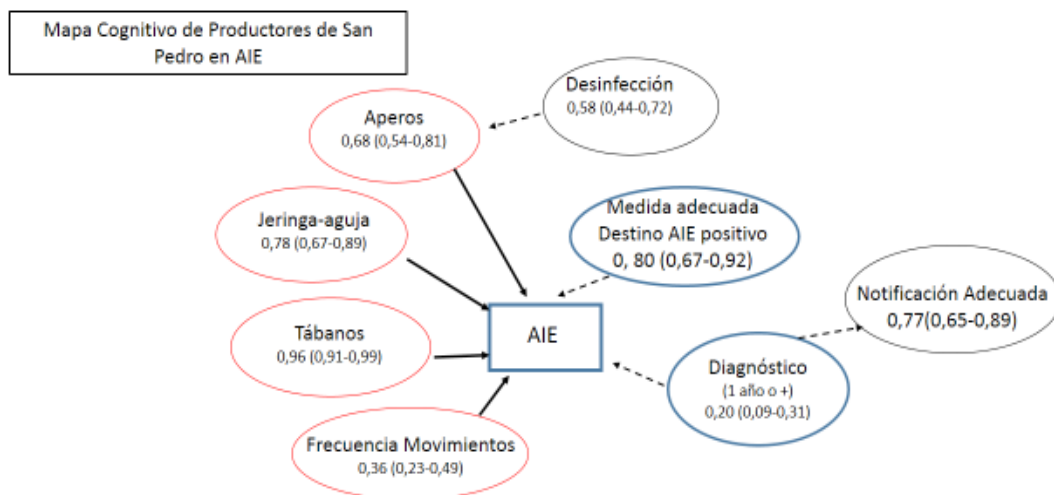 Mapa Cognitivo de Productores de San
Pedro en AIE
Desinfección
0,58 (0,44-0,72)
Aperos
0,68 (0,54-0,81)
Jeringa-aguja
0,78 (0,67-0,89)
Medida adecuada
Destino AIE positivo
0, 80 (0,67-0,92)
Notificación Adecuada
0,77(0,65-0,89)
Tábanos
0,96 (0,91-0,99)
AIE
Diagnóstico
(1 año o +)
0,20 (0,09-0,31)
Frecuencia Movimientos
0,36 (0,23-0,49)